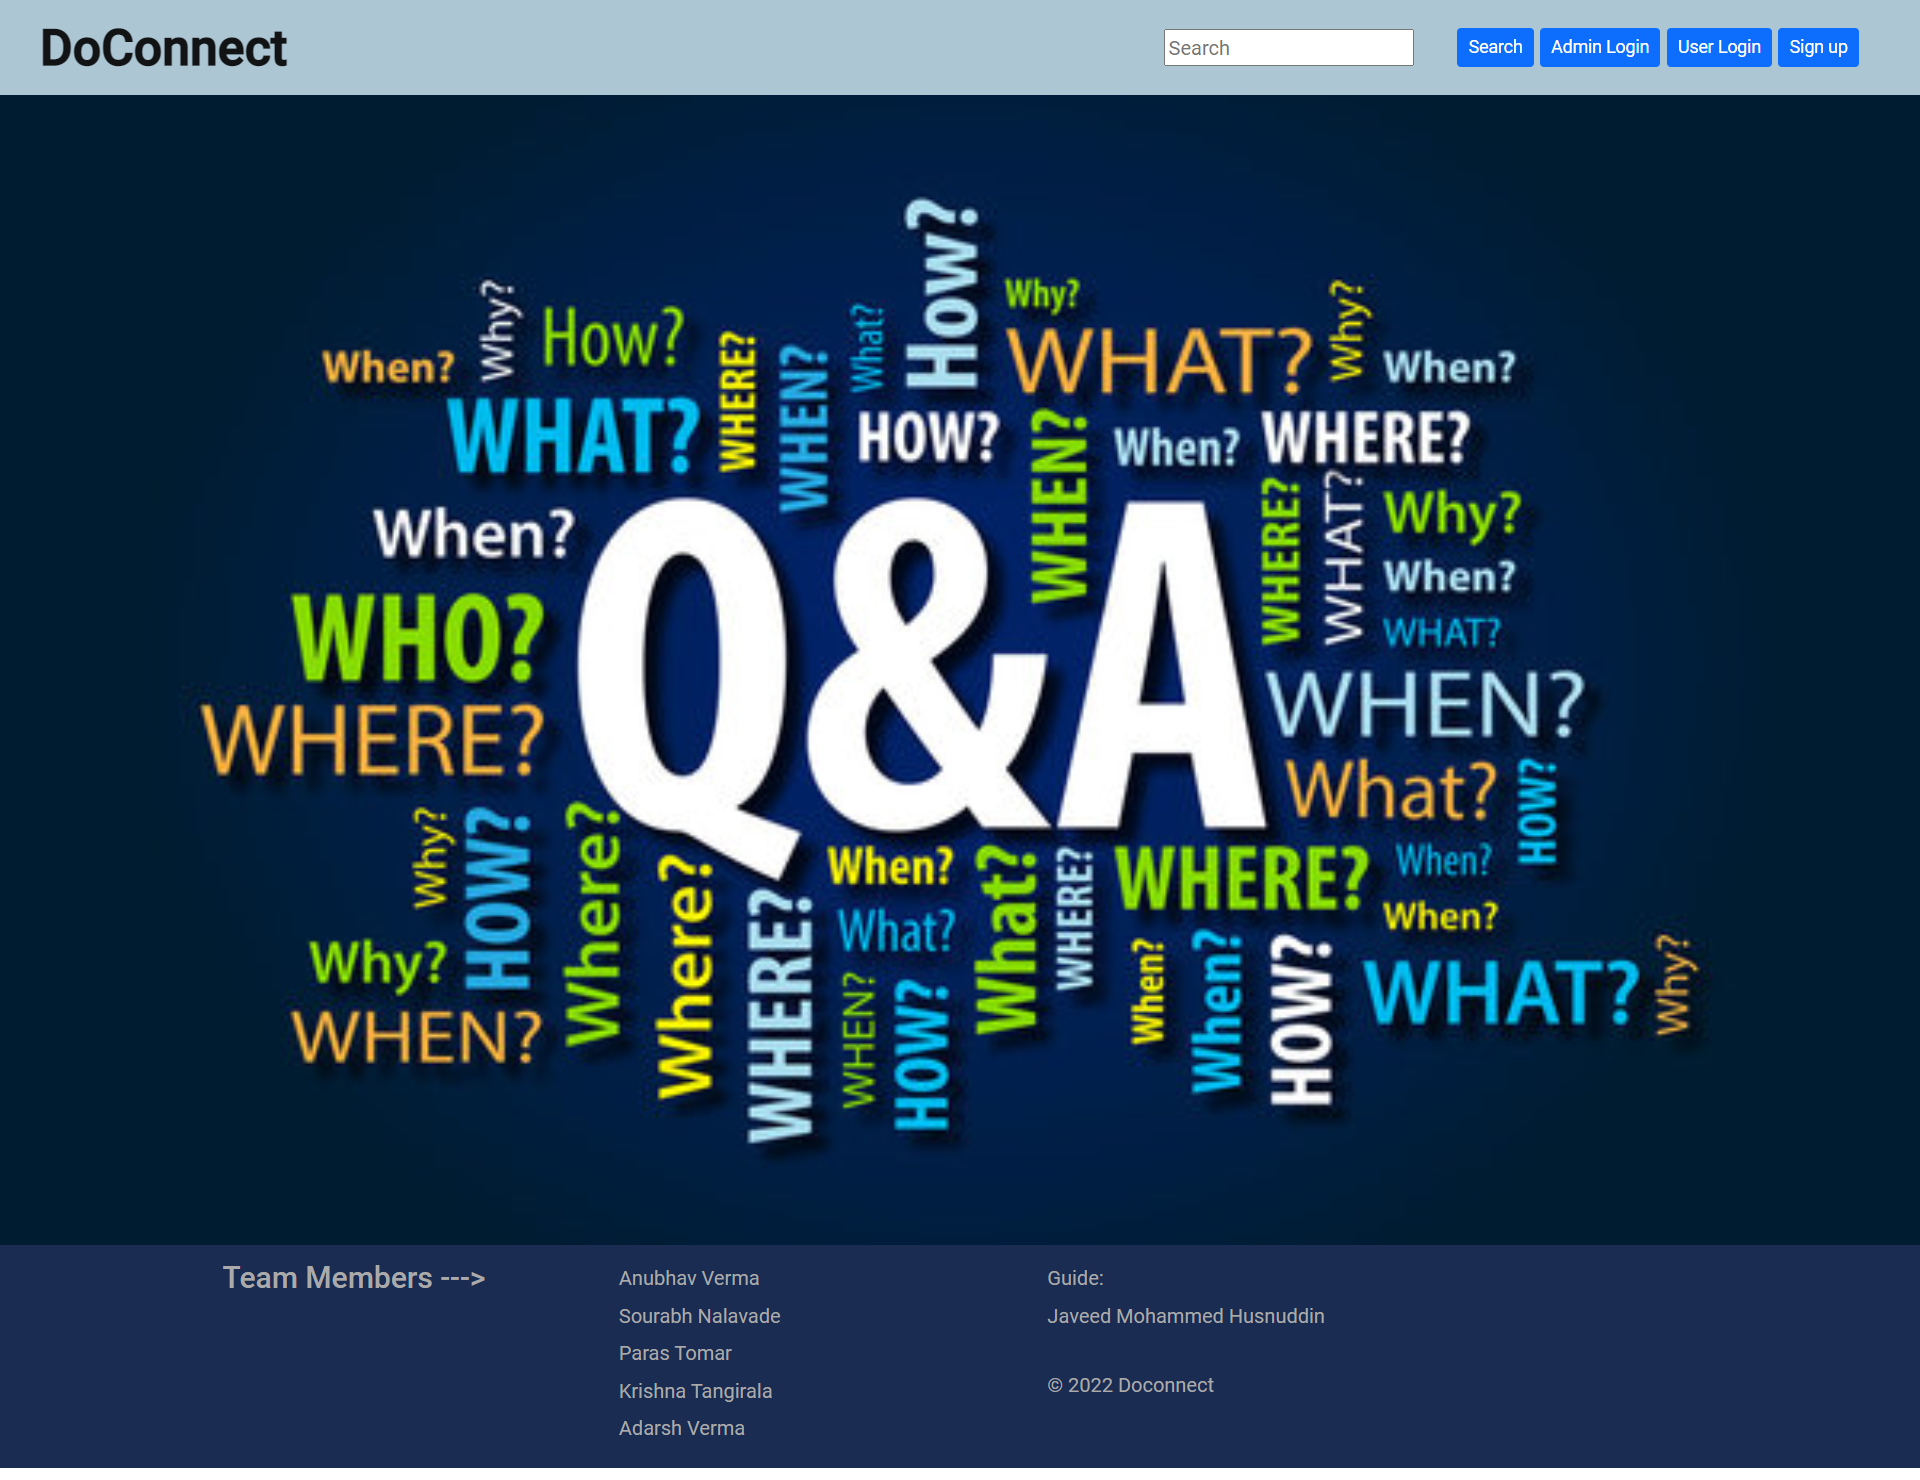 DoConnect
Search
Search
Admin Login
User Login
Sign up
How?
Why?
Why?
How?
What?
Why?
When?
WHERE?
WHEN?
WHAT?
When?
WHAT?
HOW?
WHEN?
When?
WHERE?
When?
WHERE?
WHAT?
Why?
When?
WHAT?
Q&A
WHO?
WHERE?
WHEN?
What?
HOW?
Why?
HOW?
Where?
Where?
When?
What?
WHERE?
WHERE?
When?
When?
WHERE?
What?
Why?
WHEN?
WHEN?
HOW?
When?
When?
HOW?
WHAT?
Why?
Team Members --->
Anubhav Verma
Sourabh Nalavade
Paras Tomar
Krishna Tangirala
Adarsh Verma
Guide:
Javeed Mohammed Husnuddin
© 2022 Doconnect